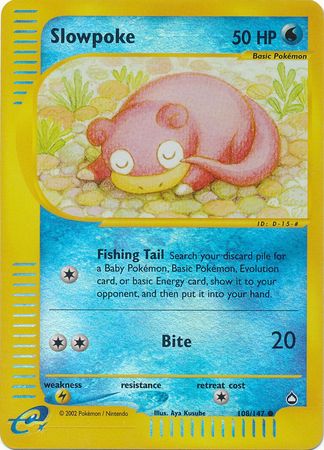 Slowpoke 50 HP
Basic Pokémon
ID: D-15-#
Fishing Tail Search your discard pile for
a Baby Pokémon, Basic Pokémon, Evolution
card, or basic Energy card, show it to your
opponent, and then put it into your hand.
Bite 20
weakness resistance retreat cost
e
© 2002 Pokémon / Nintendo Illus. Aya Kusube 108/147 ●